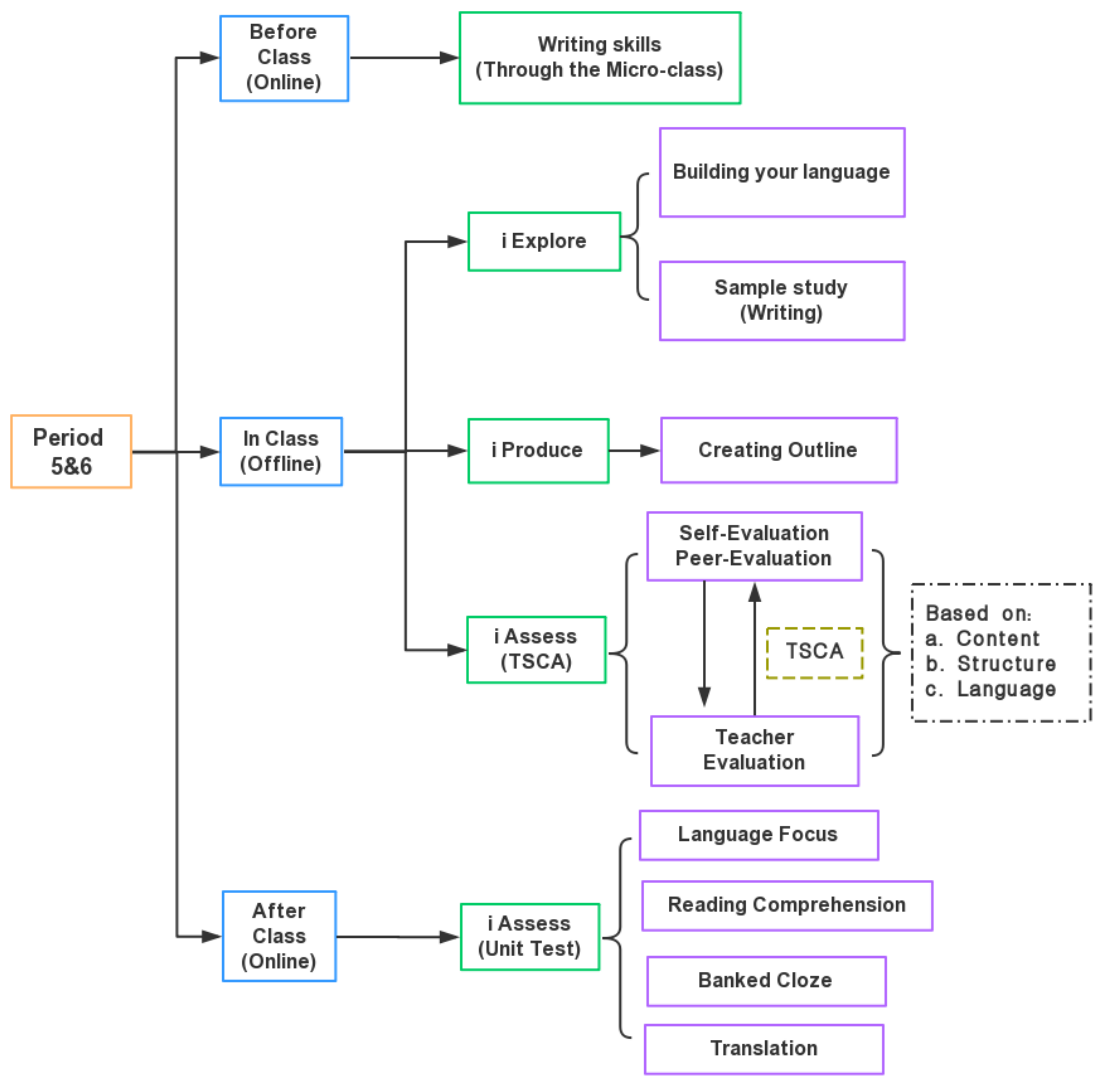 Before
Class
(Online)
Writing skills
(Through the Micro-class)
Building your language
i Explore
Sample study
(Writing)
Period
5&6
In Class
(Offline)
i Produce
Creating Outline
Self-Evaluation
Peer-Evaluation
i Assess
(TSCA)
TSCA
Based on:
a. Content
b. Structure
c. Language
Teacher
Evaluation
Language Focus
After
Class
(Online)
i Assess
(Unit Test)
Reading Comprehension
Banked Cloze
Translation